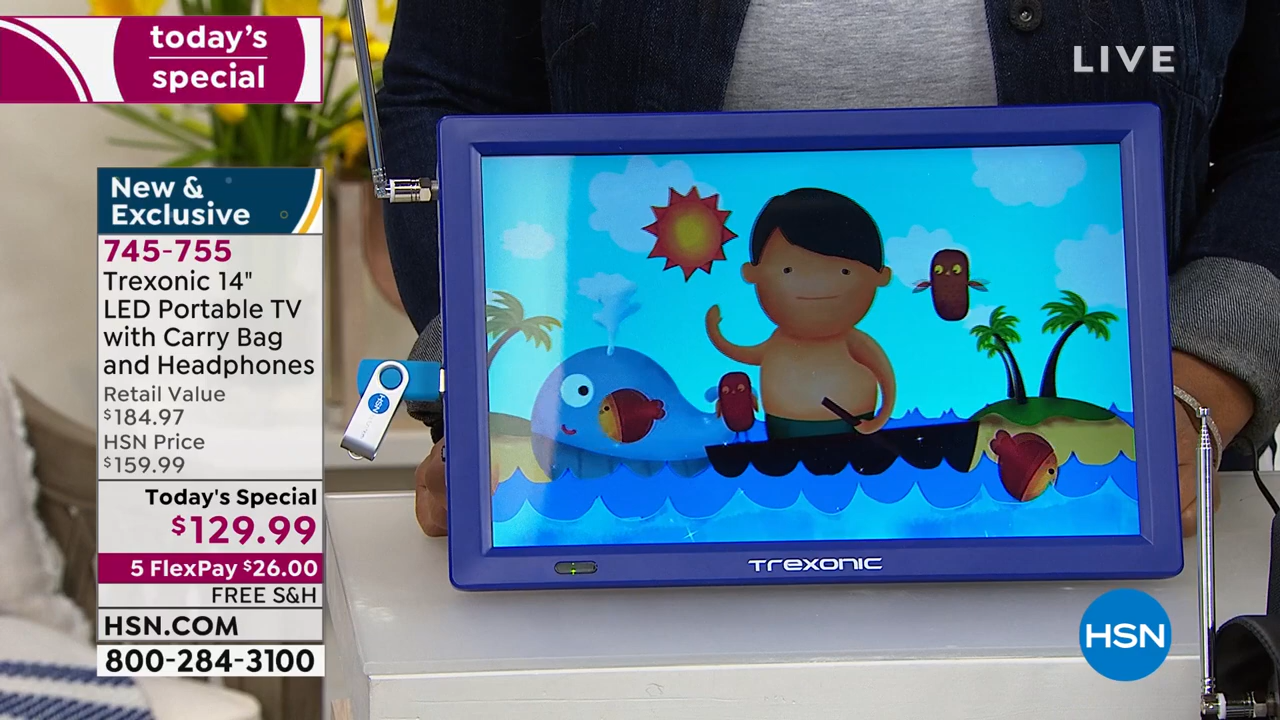 today's
special
LIVE
New &
Exclusive
745-755
Trexonic 14"
LED Portable TV
with Carry Bag
and Headphones
Retail Value
$184.97
HSN Price
$159.99
Today's Special
$129.99
5 FlexPay $26.00
FREE S&H
HSN.COM
800-284-3100
HSN
Trexonic
HSN